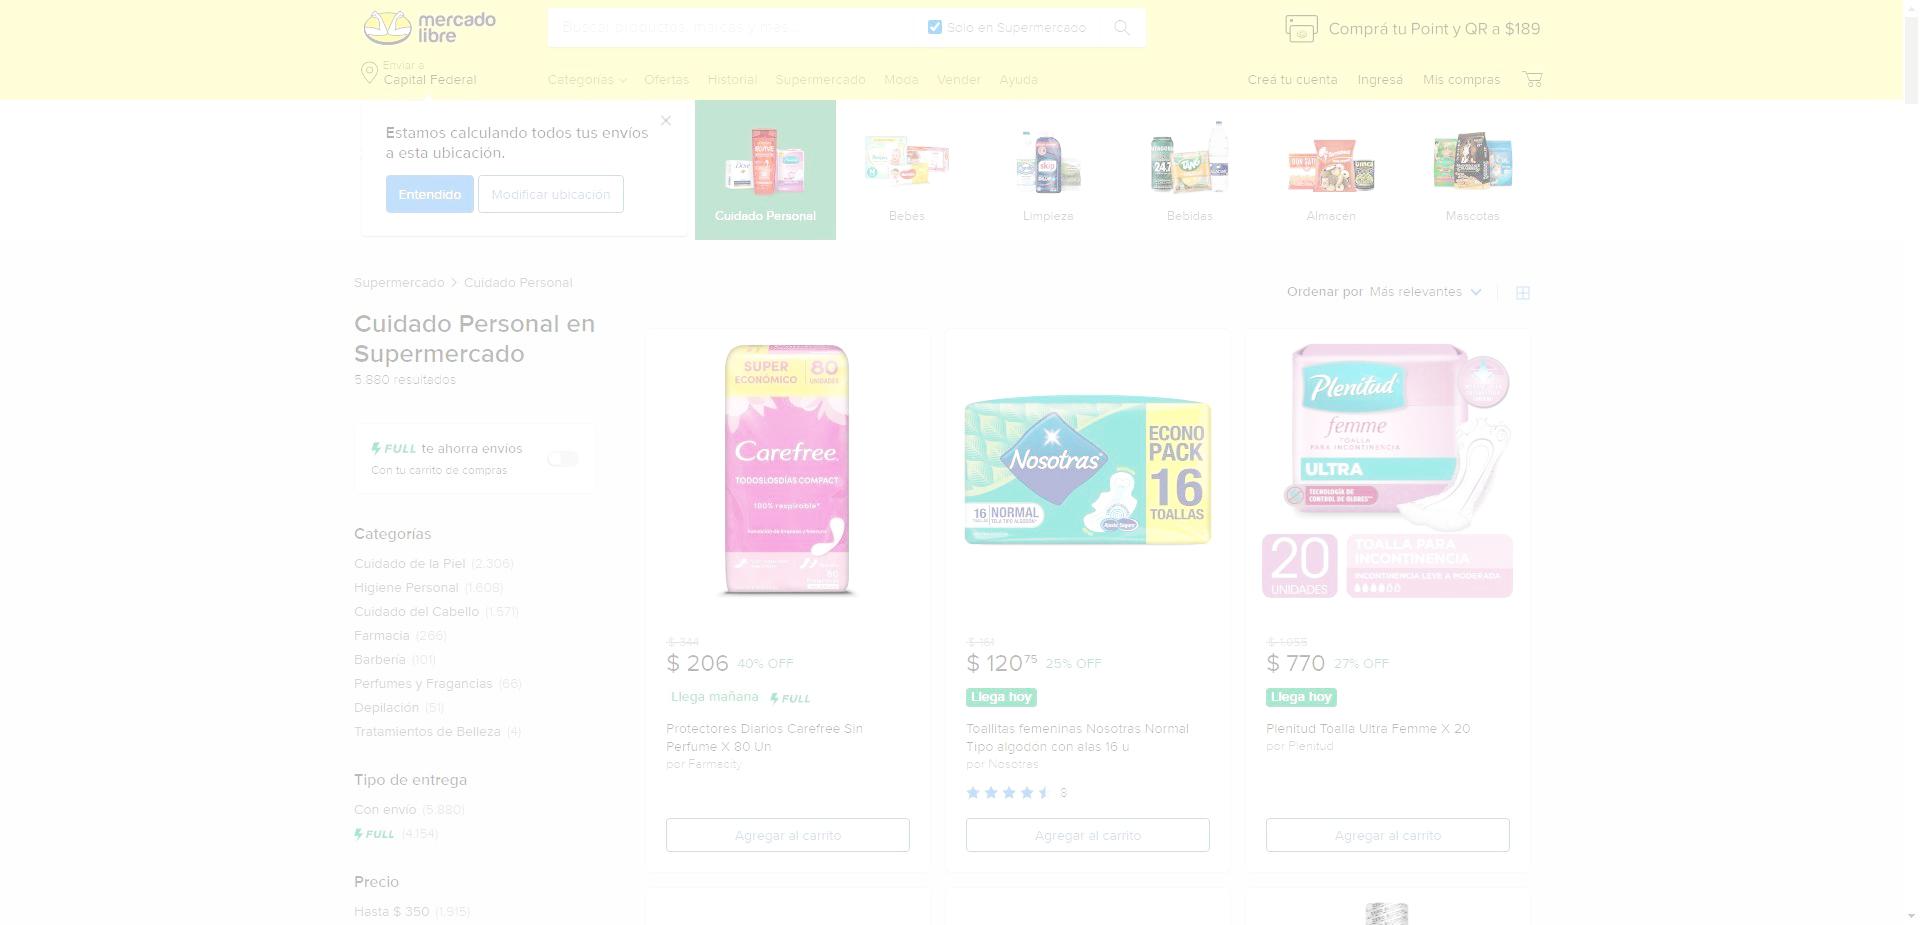 mercado
libre
Buscar productos, marcas y más...
Solo en Supermercado
Comprá tu Point y QR a $189
Enviar a
Capital Federal
Categorías Ofertas Historial Supermercado Moda Vender Ayuda
Creá tu cuenta Ingresá Mis compras
Estamos calculando todos tus envíos
a esta ubicación.
Entendido Modificar ubicación
Cuidado Personal Bebés Limpieza Bebidas Almacén Mascotas
Supermercado > Cuidado Personal
Ordenar por Más relevantes
Cuidado Personal en
Supermercado
5.880 resultados
FULL te ahorra envíos
Con tu carrito de compras
Categorías
Cuidado de la Piel (2.306)
Higiene Personal (1.608)
Cuidado del Cabello (1.571)
Farmacia (266)
Barbería (101)
Perfumes y Fragancias (66)
Depilación (51)
Tratamientos de Belleza (4)
Tipo de entrega
Con envío (5.880)
FULL (4.154)
Precio
Hasta $ 350 (1.915)
SUPER
ECONÓMICO
80
UNIDADES
Carefree
TODOSLOSDÍAS COMPACT
100% respirable*
$ 344
$ 206 40% OFF
Llega mañana FULL
Protectores Diarios Carefree Sin
Perfume X 80 Un
por Farmacity
Agregar al carrito
Nosotras
ECONO
PACK
16
TOALLAS
16 NORMAL
$ 161
$ 120 75 25% OFF
Llega hoy
Toallitas femeninas Nosotras Normal
Tipo algodón con alas 16 u
por Nosotras
8
Agregar al carrito
Plenitud
femme
TOALLA
PARA INCONTINENCIA
ULTRA
TECNOLOGÍA DE
CONTROL DE OLORES
20
UNIDADES
TOALLA PARA
INCONTINENCIA
INCONTINENCIA LEVE A MODERADA
$ 1.055
$ 770 27% OFF
Llega hoy
Plenitud Toalla Ultra Femme X 20
por Plenitud
Agregar al carrito